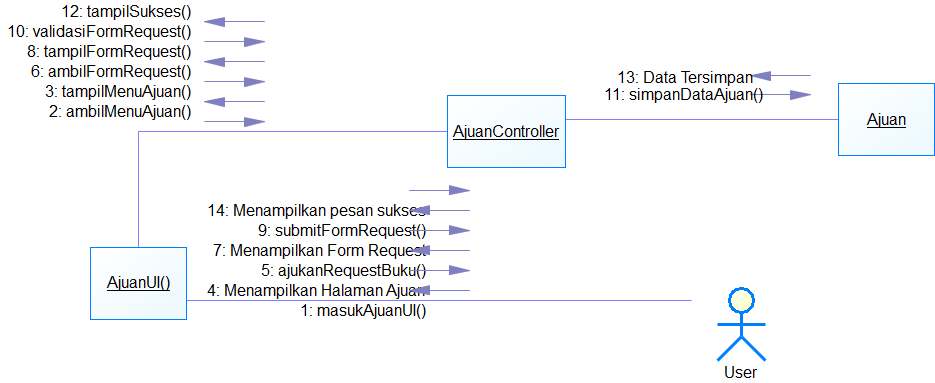 12: tampilSukses()
10: validasiFormRequest()
8: tampilFormRequest()
6: ambilFormRequest()
3: tampilMenuAjuan()
2: ambilMenuAjuan()
13: Data Tersimpan
11: simpanDataAjuan()
AjuanController
Ajuan
14: Menampilkan pesan sukses
9: submitFormRequest()
7: Menampilkan Form Request
5: ajukanRequestBuku()
4: Menampilkan Halaman Ajuan
1: masukAjuanUI()
AjuanUI()
User